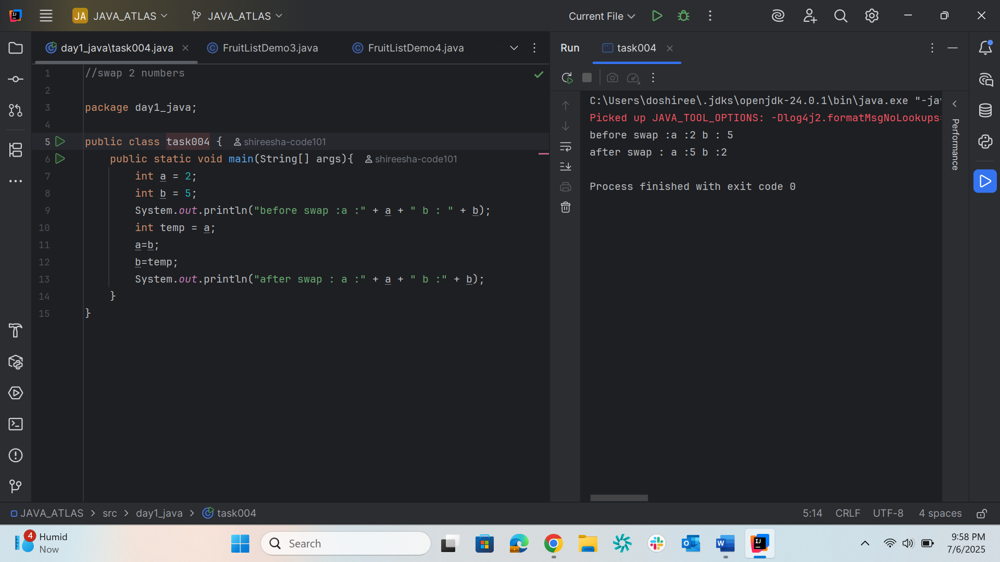 JA JAVA_ATLAS JAVA_ATLAS Current File
day1_java\task004.java FruitListDemo3.java FruitListDemo4.java
1 //swap 2 numbers
2
3 package day1_java;
4
5 public class task004 { shireesha-code101
6 public static void main(String[] args){ shireesha-code101
7 int a = 2;
8 int b = 5;
9 System.out.println("before swap :a :" + a + " b : " + b);
10 int temp = a;
11 a=b;
12 b=temp;
13 System.out.println("after swap : a :" + a + " b :" + b);
14 }
15 }
Run task004
C:\Users\doshiree\.jdks\openjdk-24.0.1\bin\java.exe "-jav
Picked up JAVA_TOOL_OPTIONS: -Dlog4j2.formatMsgNoLookups=
before swap :a :2 b : 5
after swap : a :5 b :2
Process finished with exit code 0
Performance
JAVA_ATLAS > src > day1_java > task004 5:14 CRLF UTF-8 4 spaces
4 Humid
Now
Search
9:58 PM
7/6/2025